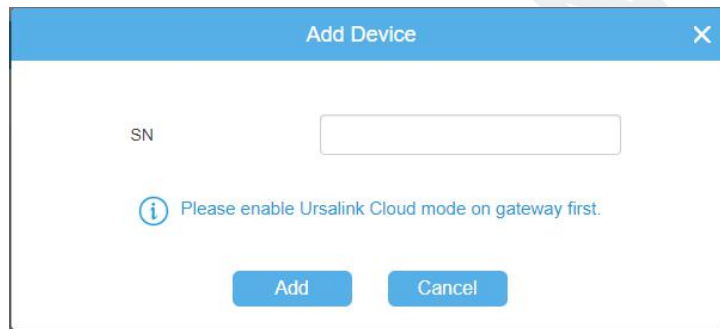 Add Device
SN
Please enable Ursalink Cloud mode on gateway first.
Add
Cancel